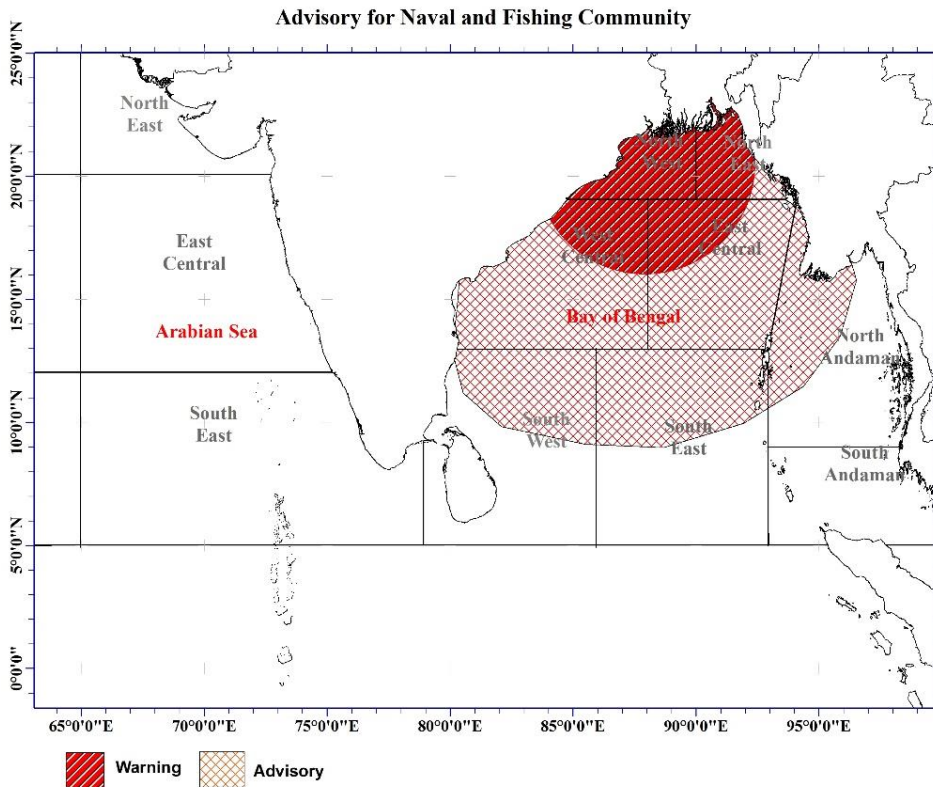 Advisory for Naval and Fishing Community
25°0'0"N
20°0'0"N
15°0'0"N
10°0'0"N
5°0'0"N
0°0'0"
North
East
North
West
North
East
East
Central
West
Central
East
Central
Arabian Sea
Bay of Bengal
North
Andaman
South
East
South
West
South
East
South
Andaman
65°0'0"E
70°0'0"E
75°0'0"E
80°0'0"E
85°0'0"E
90°0'0"E
95°0'0"E
Warning
Advisory